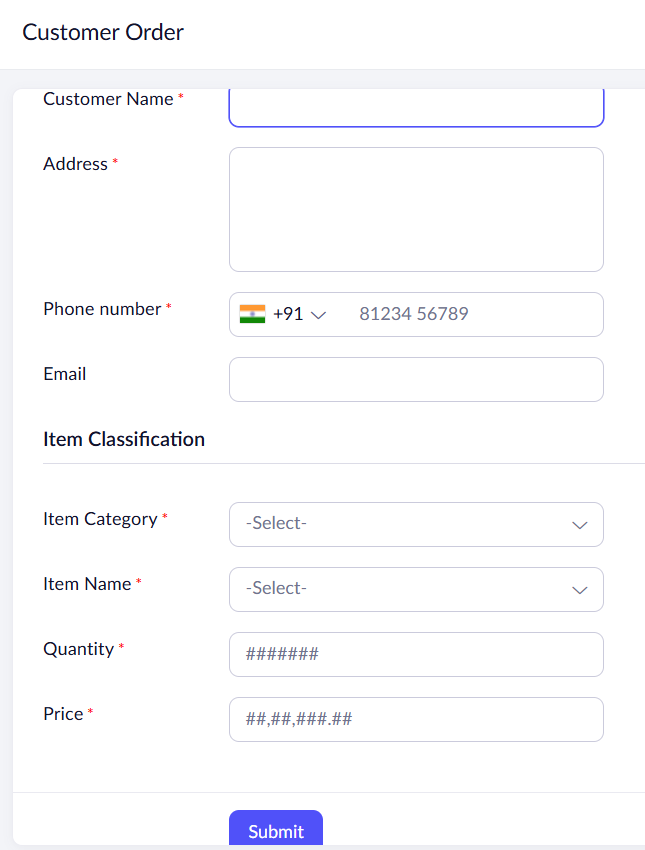 Customer Order
Customer Name *
Address *
Phone number * +91 81234 56789
Email
Item Classification
Item Category * -Select-
Item Name * -Select-
Quantity * #######
Price * ##,##,###.##
Submit